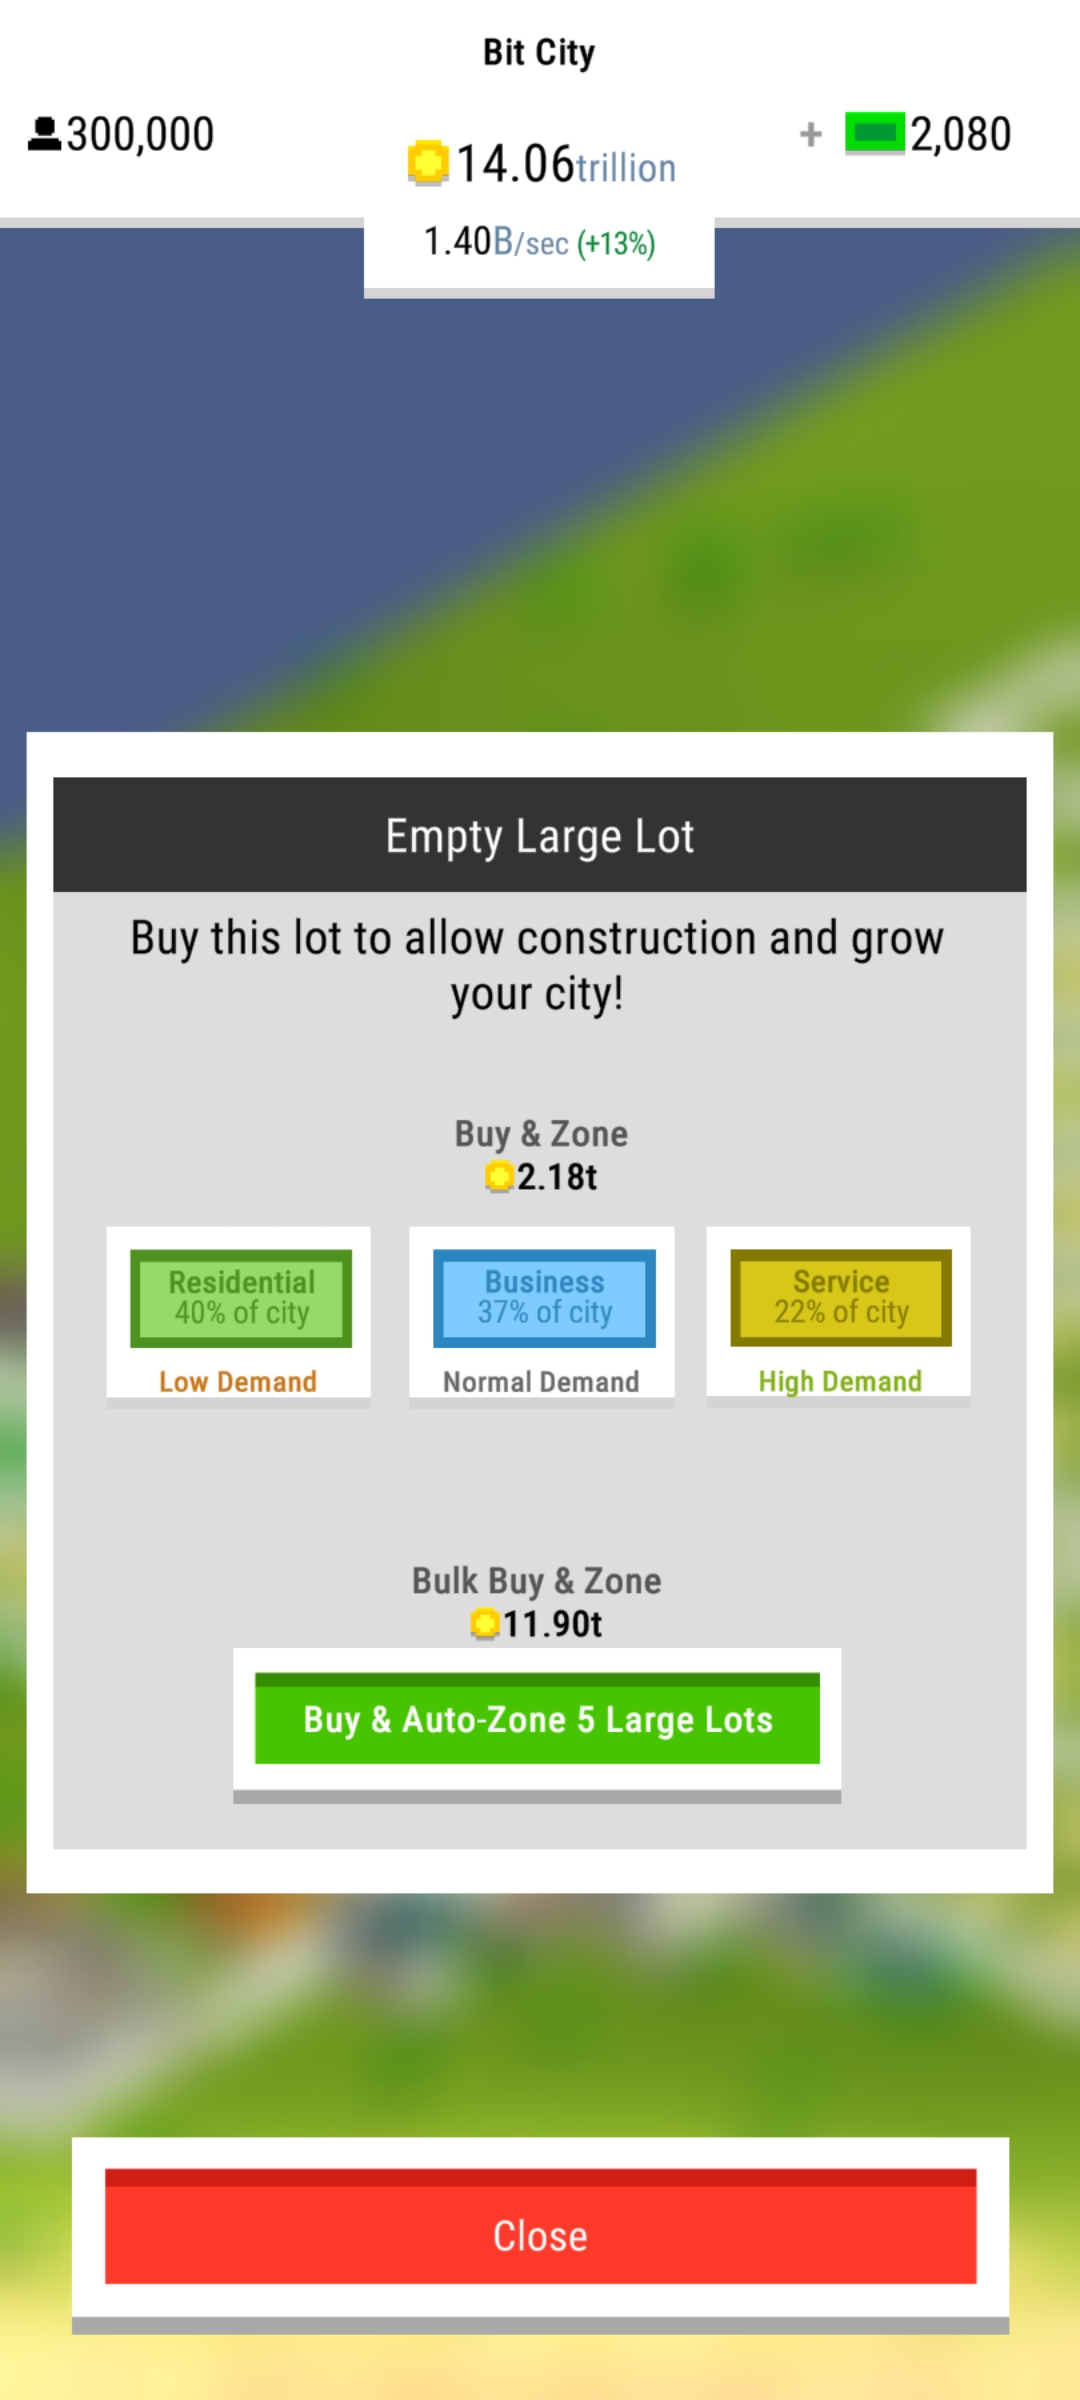 Bit City
300,000
14.06trillion
+ 2,080
1.40B/sec (+13%)
Empty Large Lot
Buy this lot to allow construction and grow
your city!
Buy & Zone
2.18t
Residential
40% of city
Low Demand
Business
37% of city
Normal Demand
Service
22% of city
High Demand
Bulk Buy & Zone
11.90t
Buy & Auto-Zone 5 Large Lots
Close